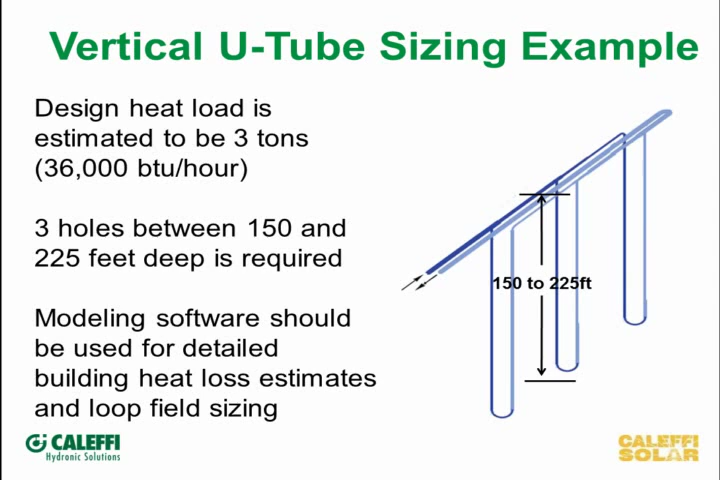 Vertical U-Tube Sizing Example
Design heat load is
estimated to be 3 tons
(36,000 btu/hour)
3 holes between 150 and
225 feet deep is required
Modeling software should
be used for detailed
building heat loss estimates
and loop field sizing
150 to 225ft
CALEFFI
Hydronic Solutions
CALEFFI
SOLAR